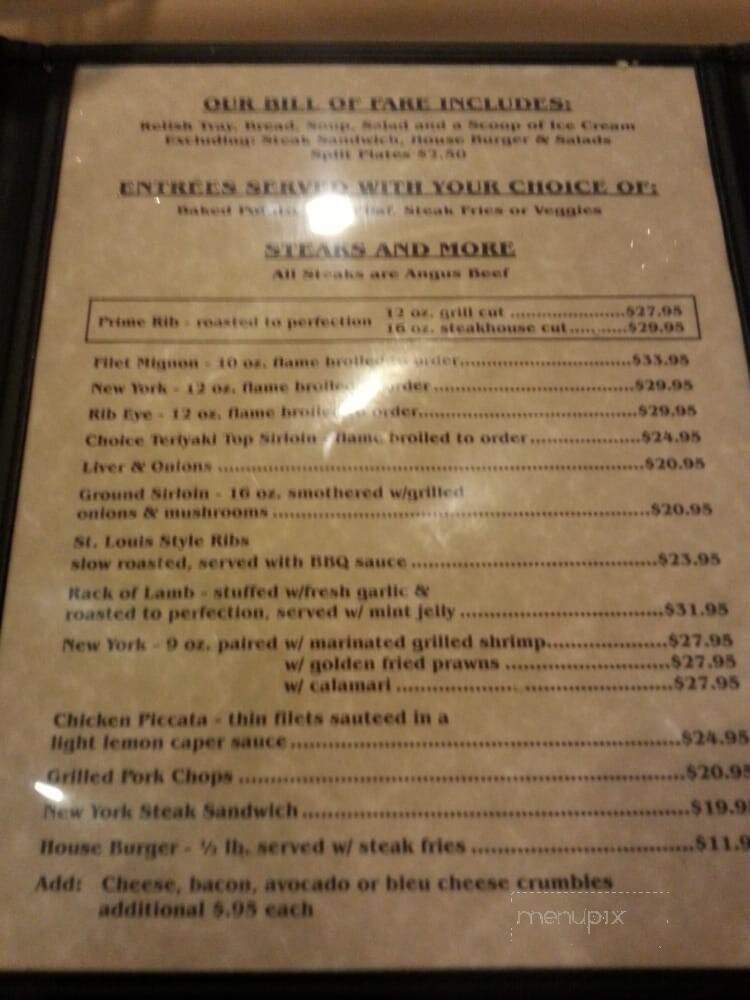 OUR BILL OF FARE INCLUDES:
Relish Tray, Bread, Soup, Salad and a Scoop of Ice Cream
Excluding: Steak Sandwich, House Burger & Salads
Split Plates $7.50
ENTRÉES SERVED WITH YOUR CHOICE OF:
Baked Potato, Pilaf, Steak Fries or Veggies
STEAKS AND MORE
All Steaks are Angus Beef
Prime Rib - roasted to perfection 12 oz. grill cut ......................$27.95
16 oz. steakhouse cut...........$29.95
Filet Mignon - 10 oz. flame broiled to order.................................$33.95
New York - 12 oz. flame broiled to order..................................................$29.95
Rib Eye - 12 oz. flame broiled to order...........................................$29.95
Choice Teriyaki Top Sirloin - flame broiled to order.....................$24.95
Liver & Onions ................................................................................$20.95
Ground Sirloin - 16 oz. smothered w/grilled
onions & mushrooms ......................................................................$20.95
St. Louis Style Ribs
slow roasted, served with BBQ sauce .............................................$23.95
Rack of Lamb - stuffed w/fresh garlic &
roasted to perfection, served w/ mint jelly .....................................$31.95
New York - 9 oz. paired w/ marinated grilled shrimp......................$27.95
w/ golden fried prawns ..............................$27.95
w/ calamari ................................................$27.95
Chicken Piccata - thin filets sauteed in a
light lemon caper sauce ....................................................................$24.95
Grilled Pork Chops ...........................................................................$20.95
New York Steak Sandwich ..................................................................$19.9
House Burger - ½ lb. served w/ steak fries ......................................$11.9
Add: Cheese, bacon, avocado or bleu cheese crumbles
additional $.95 each
menupix